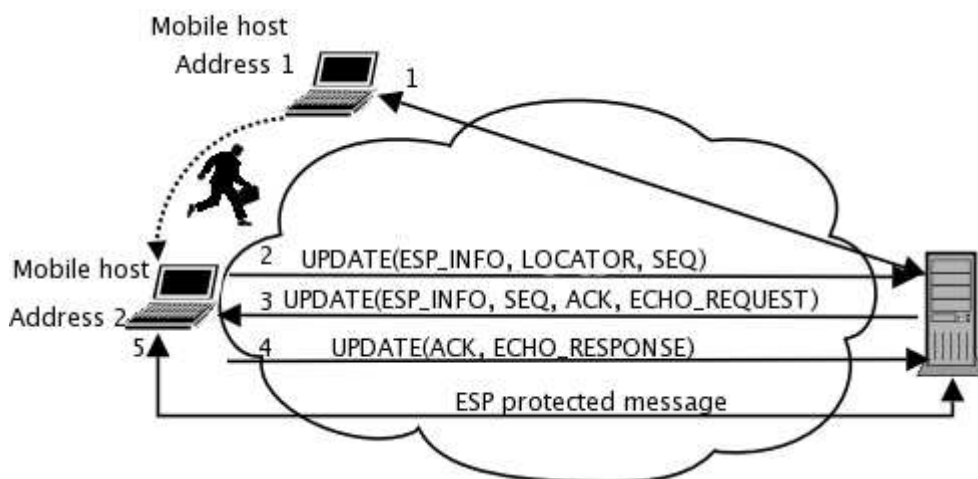 Mobile host
Address 1
1
2 UPDATE(ESP_INFO, LOCATOR, SEQ)
Mobile host
3 UPDATE(ESP_INFO, SEQ, ACK, ECHO_REQUEST)
Address 2
5
4 UPDATE(ACK, ECHO_RESPONSE)
ESP protected message